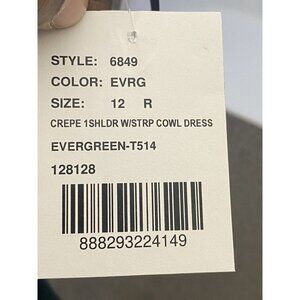 STYLE: 6849
COLOR: EVRG
SIZE: 12 R
CREPE 1SHLDR W/STRP COWL DRESS
EVERGREEN-T514
128128
888293224149